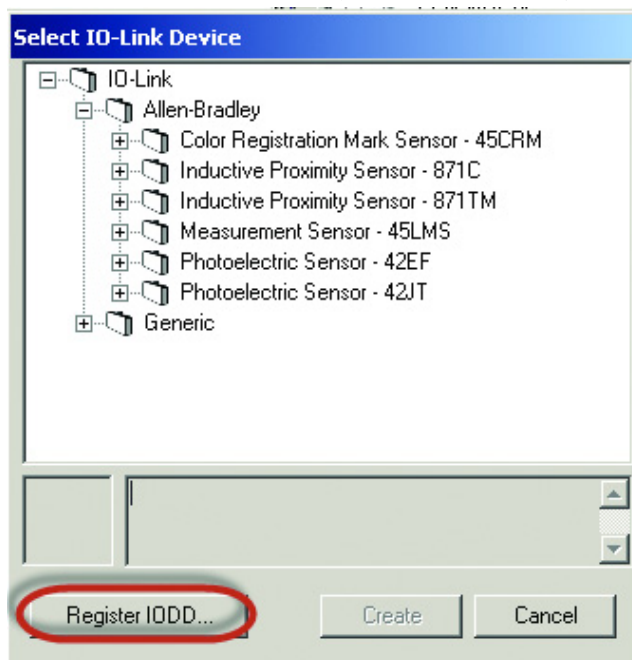 Select IO-Link Device
IO-Link
Allen-Bradley
Color Registration Mark Sensor - 45CRM
Inductive Proximity Sensor - 871C
Inductive Proximity Sensor - 871TM
Measurement Sensor - 45LMS
Photoelectric Sensor - 42EF
Photoelectric Sensor - 42JT
Generic
Register IODD...
Create
Cancel